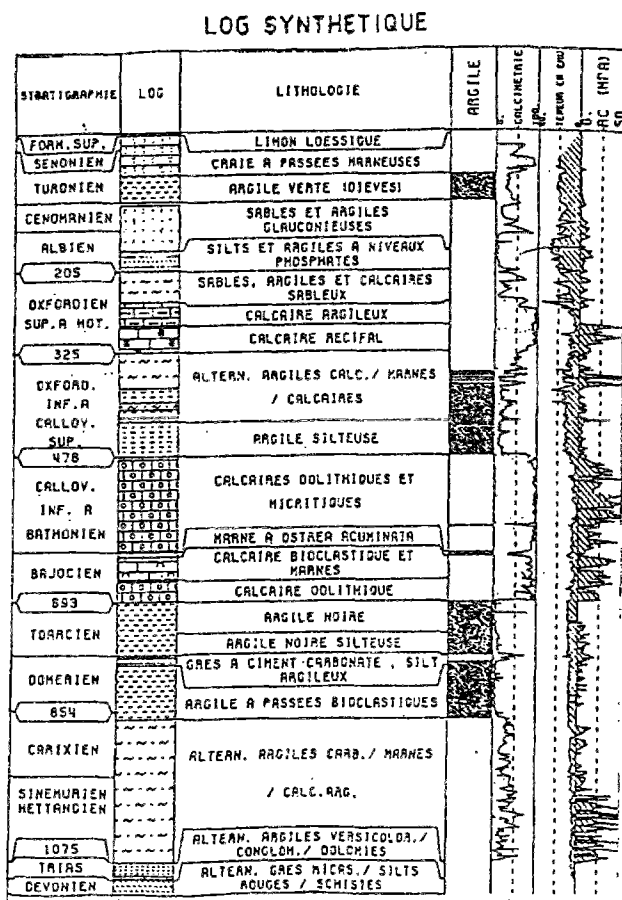 LOG SYNTHETIQUE
STRATIGRAPHIE
LOG
LITHOLOGIE
ARGILE
CALCIMETRIE
TENEUR EN EAU
RC (MPA)
0.
100.
0.
50
FORM. SUP.
LIMON LOESSIQUE
SENONIEN
CRAIE A PASSEES MARNEUSES
TURONIEN
ARGILE VERTE (DIEVES)
CENOMANIEN
SABLES ET ARGILES
GLAUCONIEUSES
ALBIEN
SILTS ET ARGILES A NIVEAUX
PHOSPHATES
205
SABLES, ARGILES ET CALCAIRES
SABLEUX
OXFORDIEN
SUP. A MOY.
CALCAIRE ARGILEUX
CALCAIRE RECIFAL
325
OXFORD.
INF. A
CALLOV.
SUP.
ALTERN. ARGILES CALC./ MARNES
/ CALCAIRES
ARGILE SILTEUSE
478
CALLOV.
INF. A
BATHONIEN
CALCAIRES OOLITHIQUES ET
MICRITIQUES
MARNE A OSTREA ACUMINATA
BAJOCIEN
CALCAIRE BIOCLASTIQUE ET
MARNES
CALCAIRE OOLITHIQUE
693
TOARCIEN
ARGILE NOIRE
ARGILE NOIRE SILTEUSE
DOMERIEN
GRES A CIMENT CARBONATE , SILT
ARGILEUX
ARGILE A PASSEES BIOCLASTIQUES
854
CARIXIEN
ALTERN. ARGILES CARB./ MARNES
/ CALC.ARG.
SINEMURIEN
HETTANGIEN
1075
ALTERN. ARGILES VERSICOLOR./
CONGLOM./ DOLOMIES
TRIAS
ALTERN. GRES MICAS./ SILTS
ROUGES / SCHISTES
DEVONIEN